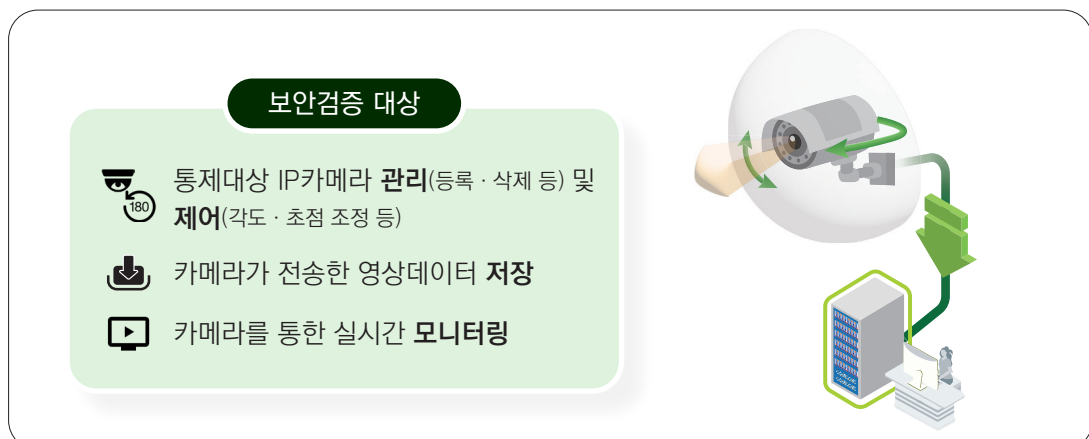 보안검증 대상
통제대상 IP카메라 관리(등록 · 삭제 등) 및
180
제어(각도 · 초점 조정 등)
카메라가 전송한 영상데이터 저장
카메라를 통한 실시간 모니터링